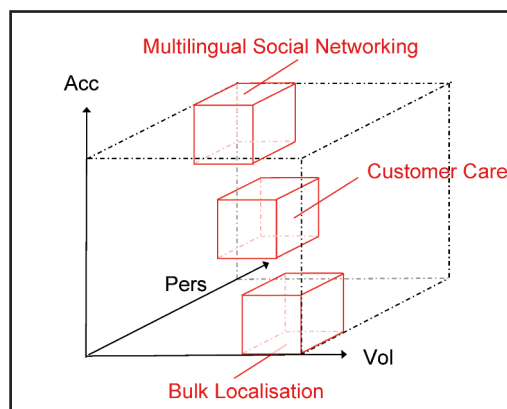 Multilingual Social Networking
Acc
Customer Care
Pers
Vol
Bulk Localisation